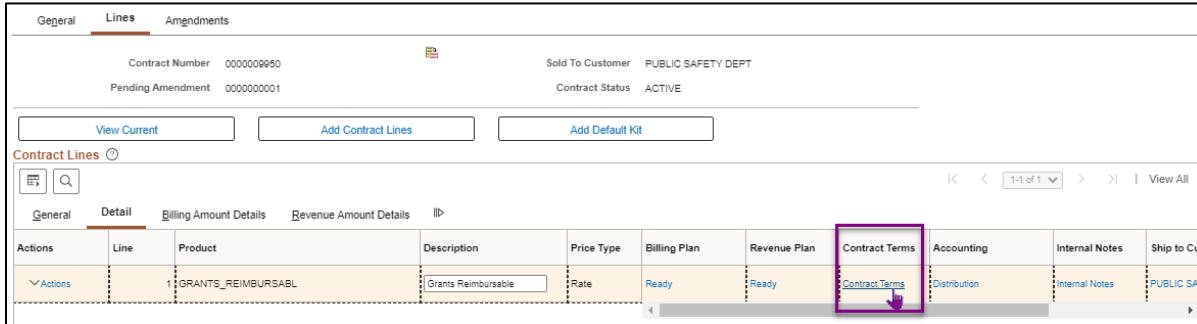 General Lines Amendments
Contract Number 0000009950 Sold To Customer PUBLIC SAFETY DEPT
Pending Amendment 0000000001 Contract Status ACTIVE
View Current Add Contract Lines Add Default Kit
Contract Lines
1-1 of 1 View All
General Detail Billing Amount Details Revenue Amount Details
Actions Line Product Description Price Type Billing Plan Revenue Plan Contract Terms Accounting Internal Notes Ship to Cu
Actions 1 GRANTS_REIMBURSABL Grants Reimbursable Rate Ready Ready Contract Terms Distribution Internal Notes PUBLIC SA